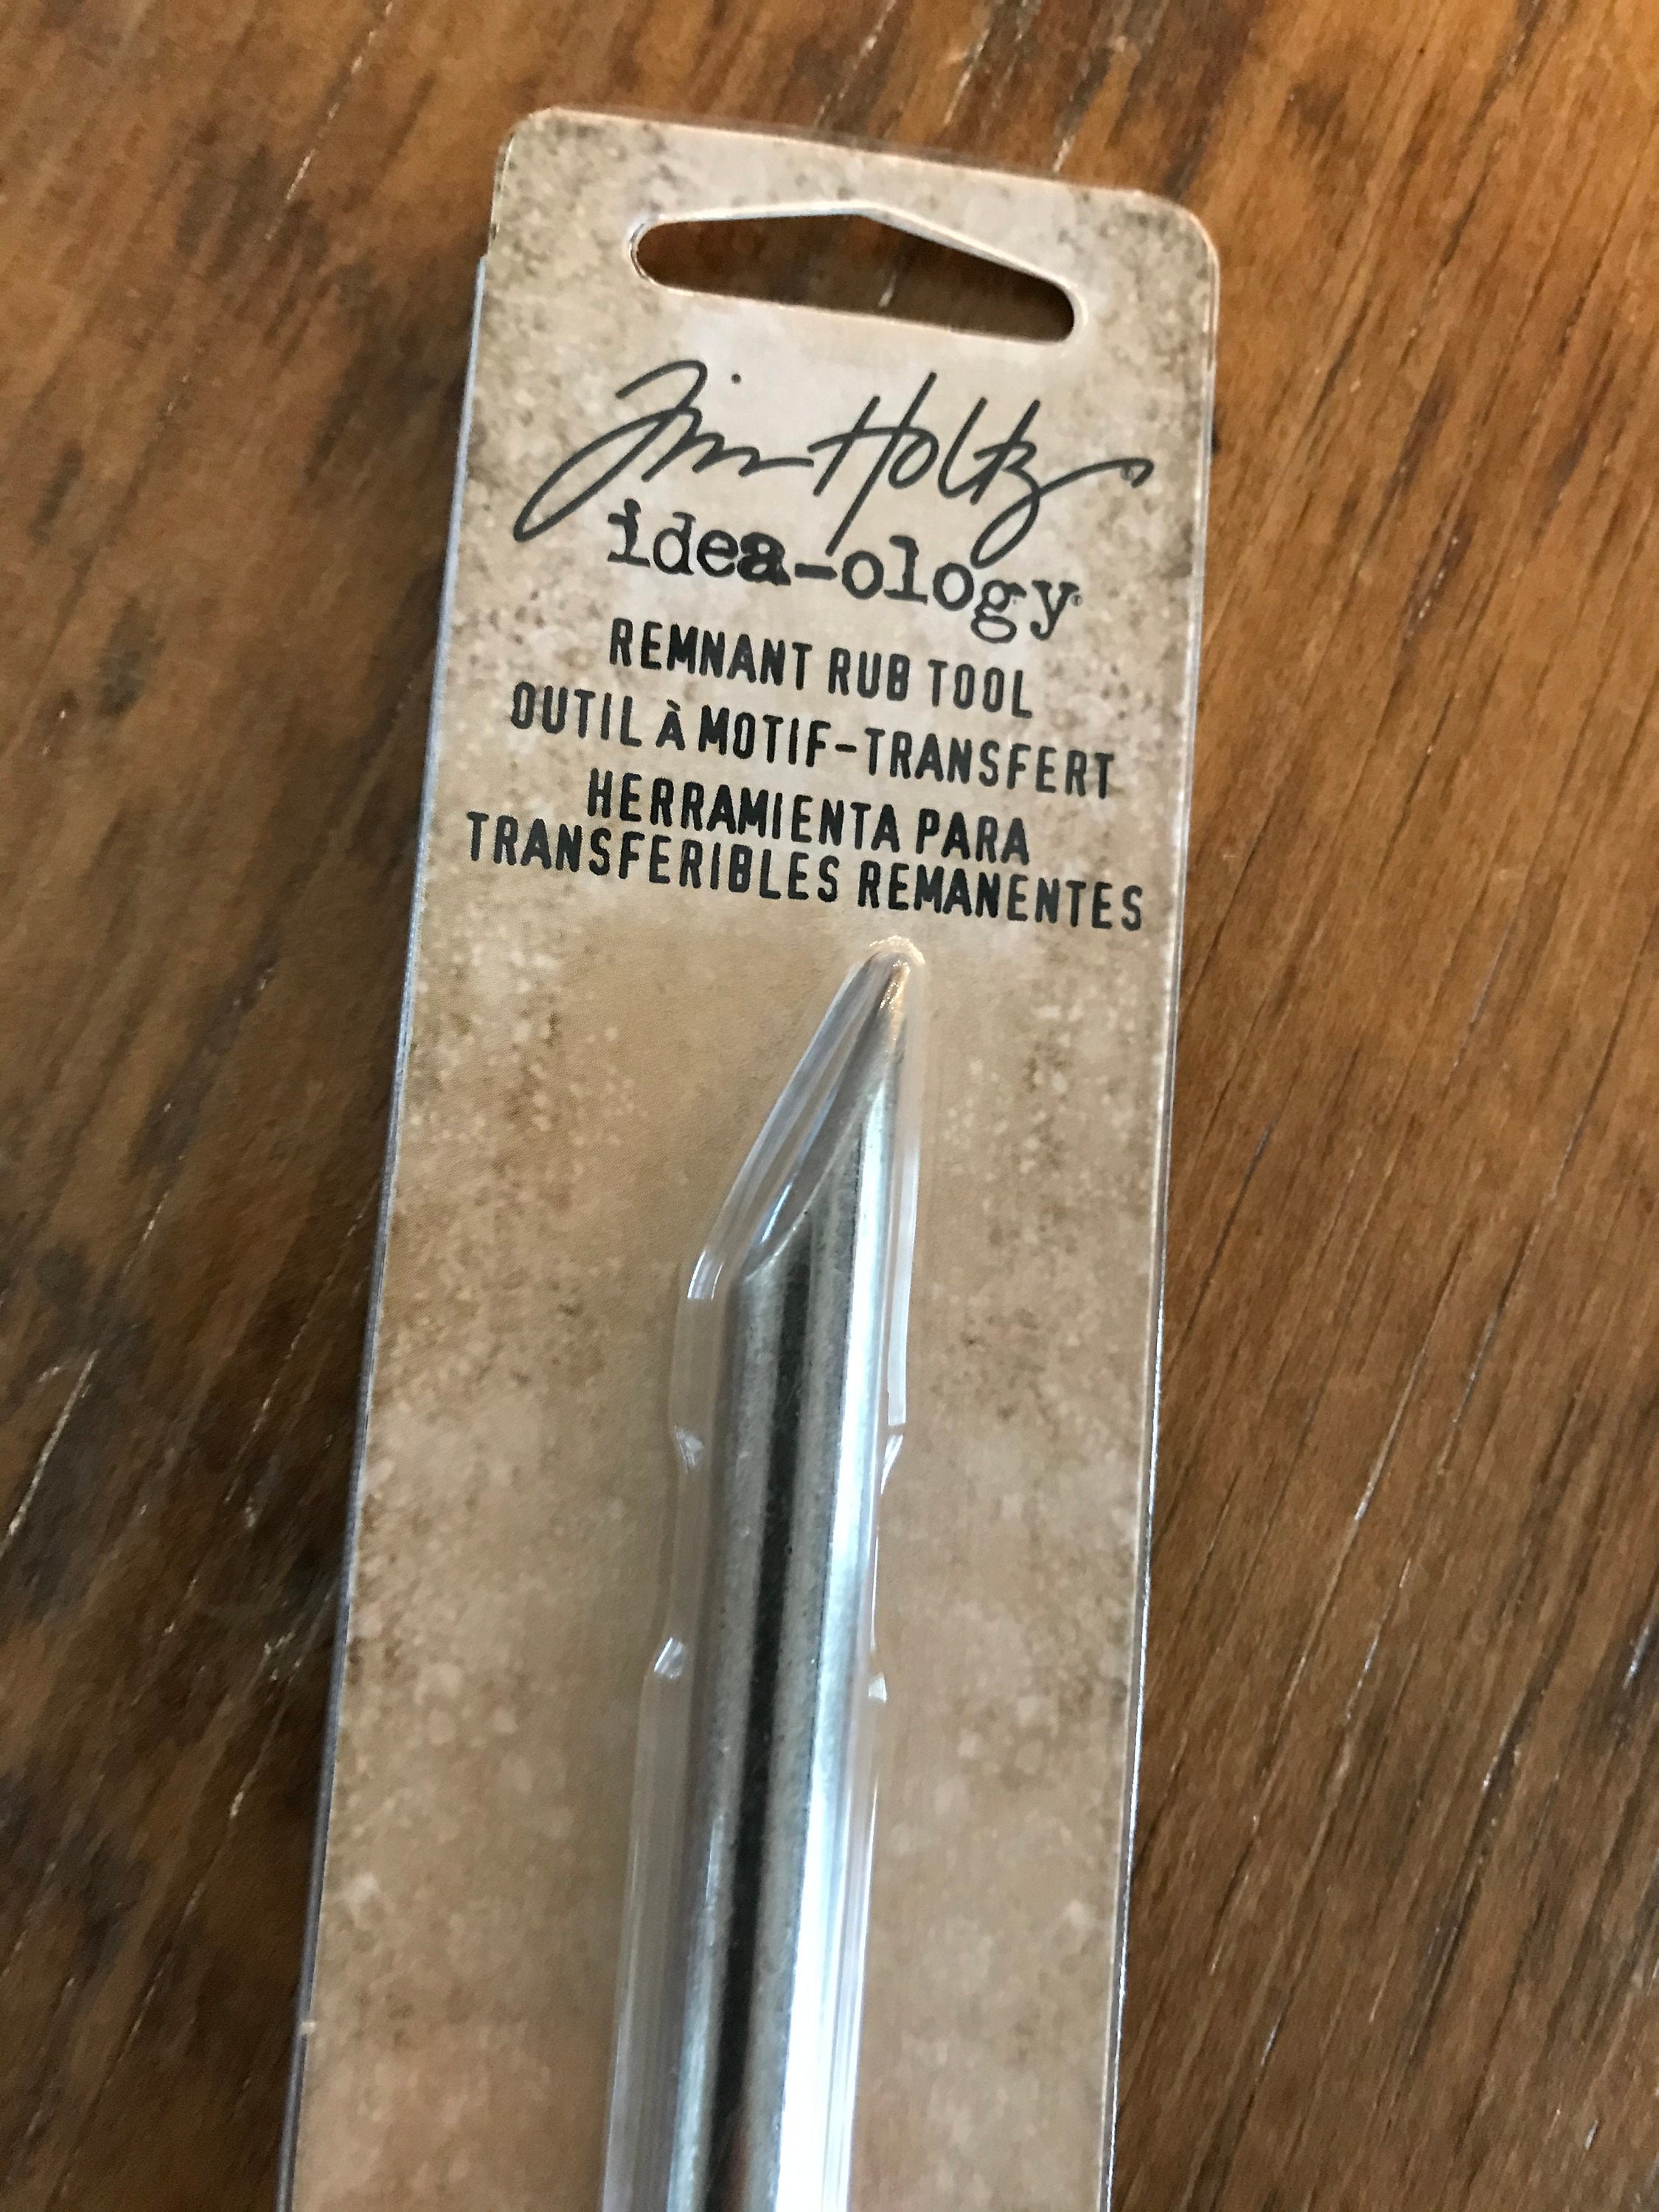 Tim Holtz
idea-ology®
REMNANT RUB TOOL
OUTIL À MOTIF-TRANSFERT
HERRAMIENTA PARA
TRANSFERIBLES REMANENTES